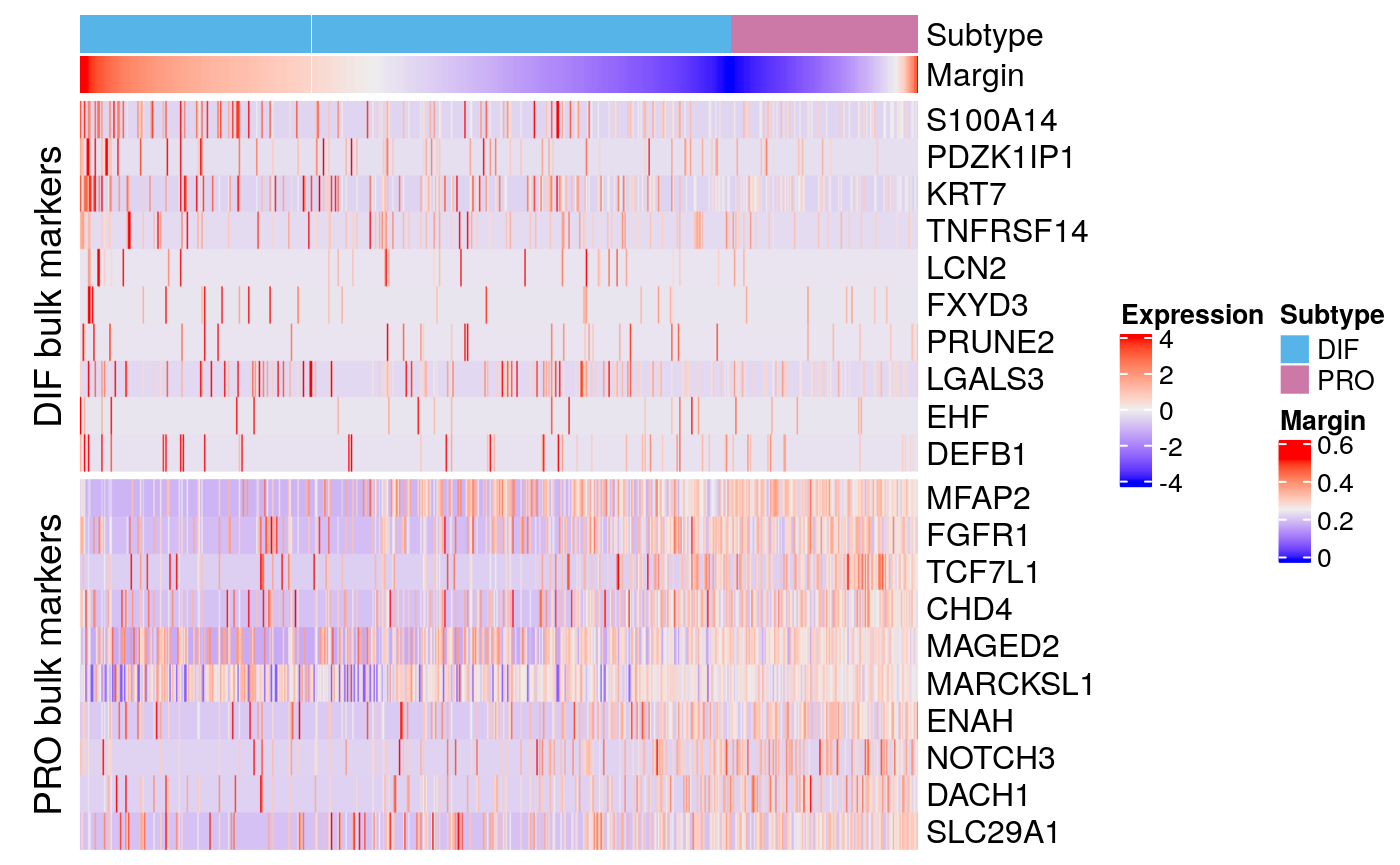 Subtype
Margin
DIF bulk markers
S100A14
PDZK1IP1
KRT7
TNFRSF14
LCN2
FXYD3
PRUNE2
LGALS3
EHF
DEFB1
PRO bulk markers
MFAP2
FGFR1
TCF7L1
CHD4
MAGED2
MARCKSL1
ENAH
NOTCH3
DACH1
SLC29A1
Expression
4
2
0
-2
-4
Subtype
DIF
PRO
Margin
0.6
0.4
0.2
0